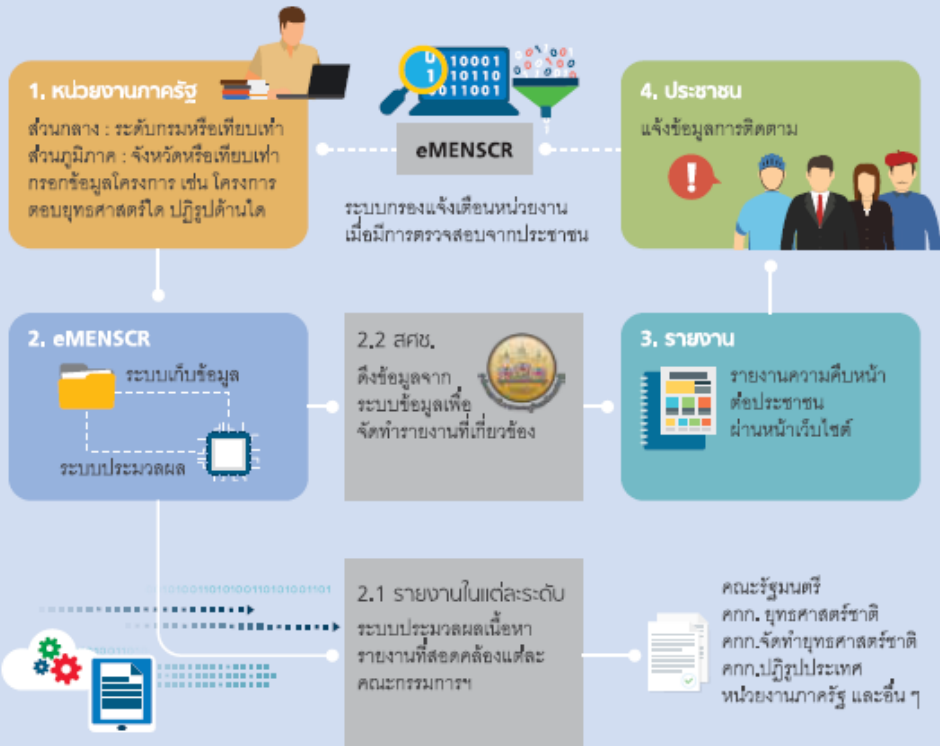 1. หน่วยงานภาครัฐ
ส่วนกลาง : ระดับกรมหรือเทียบเท่า
ส่วนภูมิภาค : จังหวัดหรือเทียบเท่า
กรอกข้อมูลโครงการ เช่น โครงการ
ตอบยุทธศาสตร์ใด ปฏิรูปด้านใด
10001
10110
0011001
eMENSCR
ระบบกรองแจ้งเตือนหน่วยงาน
เมื่อมีการตรวจสอบจากประชาชน
4. ประชาชน
แจ้งข้อมูลการติดตาม
2. eMENSCR
ระบบเก็บข้อมูล
ระบบประมวลผล
2.2 สศช.
ดึงข้อมูลจาก
ระบบข้อมูลเพื่อ
จัดทำรายงานที่เกี่ยวข้อง
3. รายงาน
รายงานความคืบหน้า
ต่อประชาชน
ผ่านหน้าเว็บไซต์
2.1 รายงานในแต่ละระดับ
ระบบประมวลผลเนื้อหา
รายงานที่สอดคล้องแต่ละ
คณะกรรมการฯ
คณะรัฐมนตรี
คกก. ยุทธศาสตร์ชาติ
คกก.จัดทำยุทธศาสตร์ชาติ
คกก.ปฏิรูปประเทศ
หน่วยงานภาครัฐ และอื่น ๆ